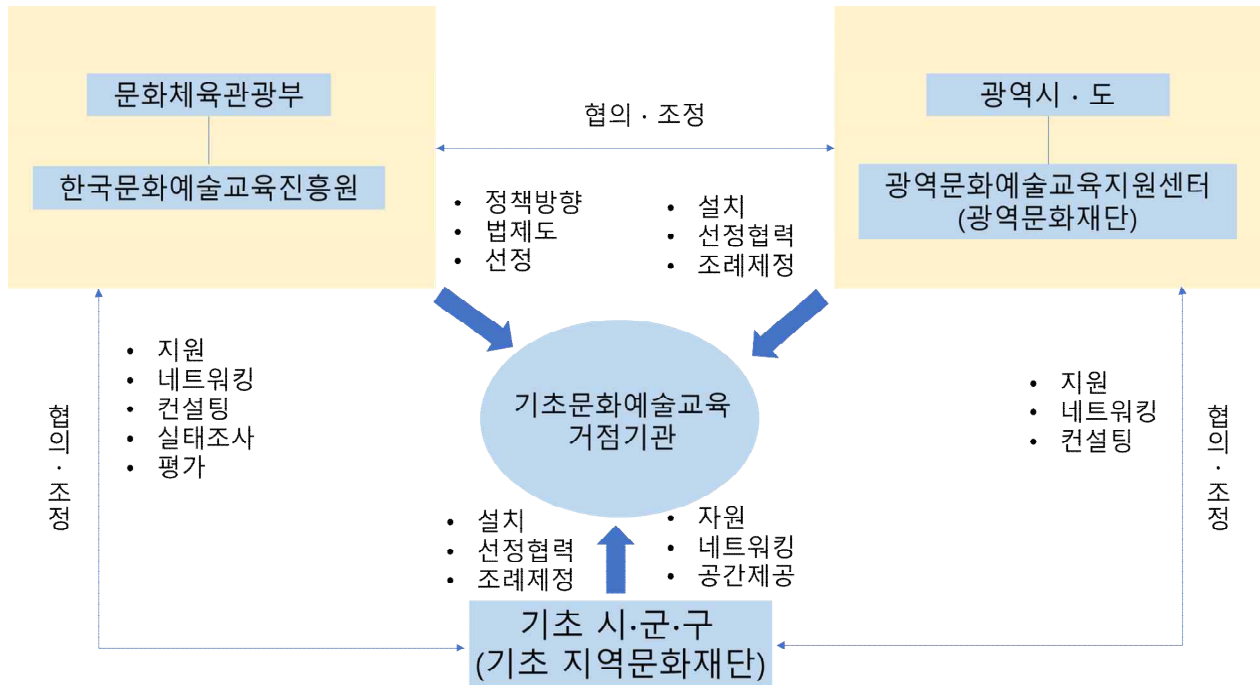 문화체육관광부
한국문화예술교육진흥원
협의 · 조정
광역시 · 도
광역문화예술교육지원센터
(광역문화재단)
• 정책방향
• 법제도
• 선정
• 설치
• 선정협력
• 조례제정
• 지원
• 네트워킹
• 컨설팅
• 실태조사
• 평가
협의 · 조정
기초문화예술교육
거점기관
• 지원
• 네트워킹
• 컨설팅
협의 · 조정
• 설치
• 선정협력
• 조례제정
• 자원
• 네트워킹
• 공간제공
기초 시·군·구
(기초 지역문화재단)